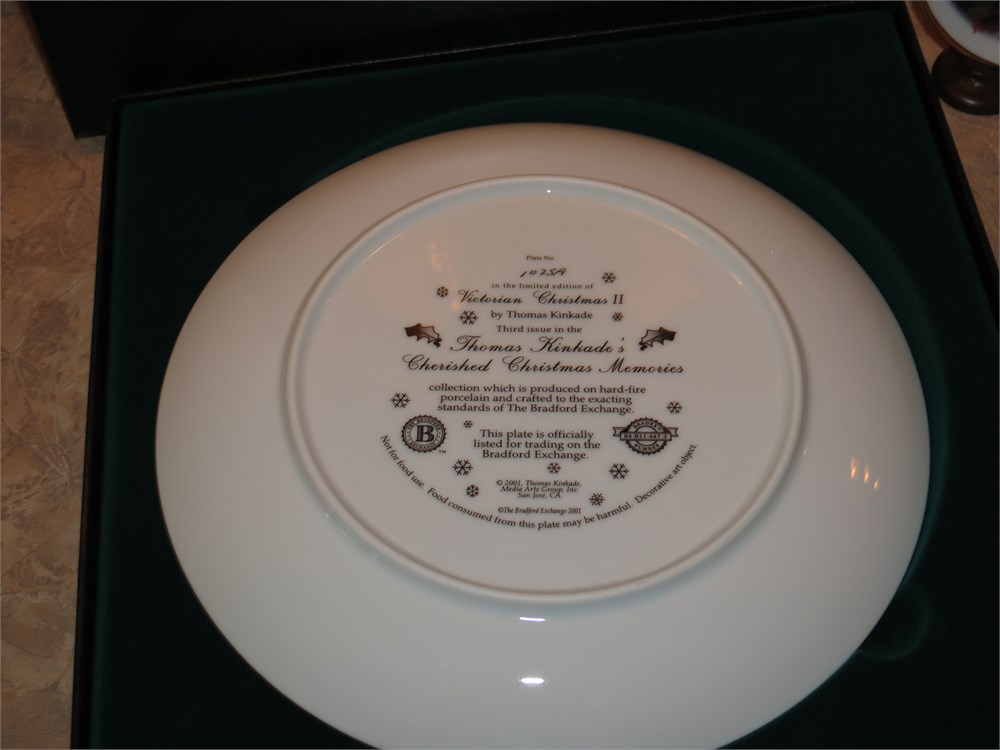 Plate No.
1025A
in the limited edition of
Victorian Christmas II
by Thomas Kinkade
Third issue in the
Thomas Kinkade's
Cherished Christmas Memories
collection which is produced on hard-fire
porcelain and crafted to the exacting
standards of The Bradford Exchange.
B
TM
This plate is officially
listed for trading on the
Bradford Exchange.
© 2001, Thomas Kinkade,
Media Arts Group, Inc.
San Jose, CA.
©The Bradford Exchange 2001
Not for food use. Food consumed from this plate may be harmful. Decorative art object.